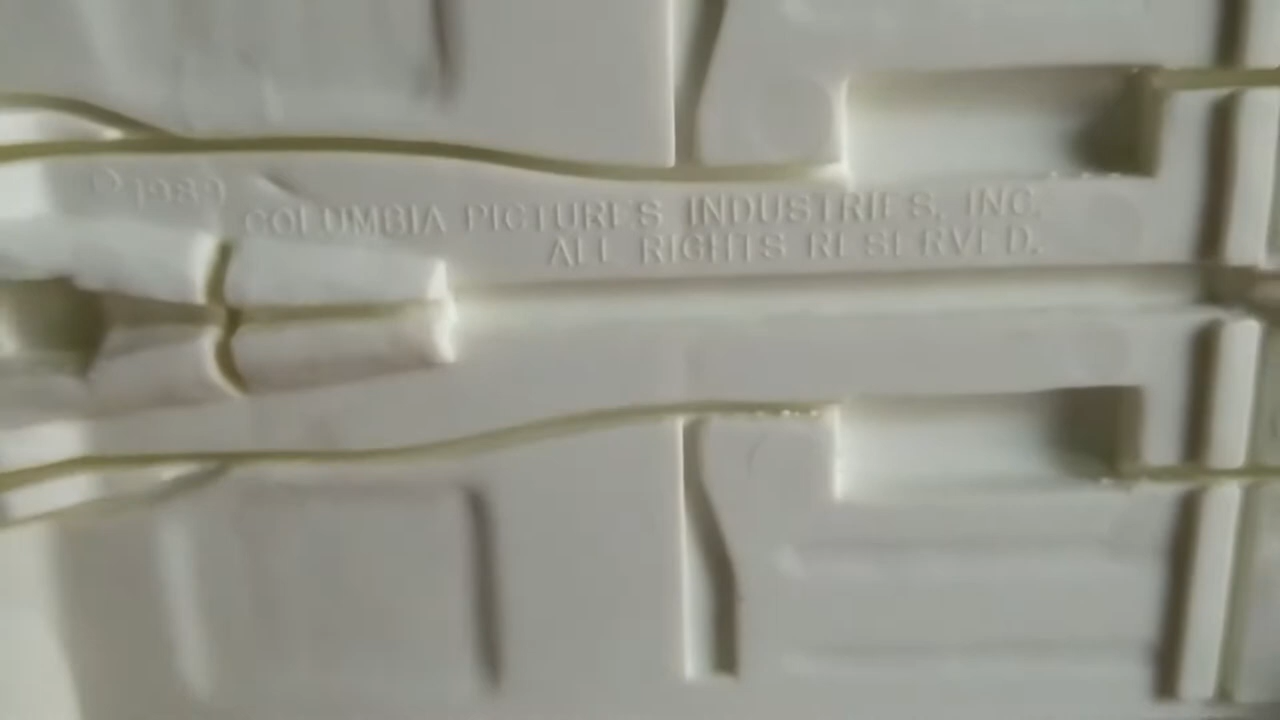 © 1989
COLUMBIA PICTURES INDUSTRIES, INC.
ALL RIGHTS RESERVED.